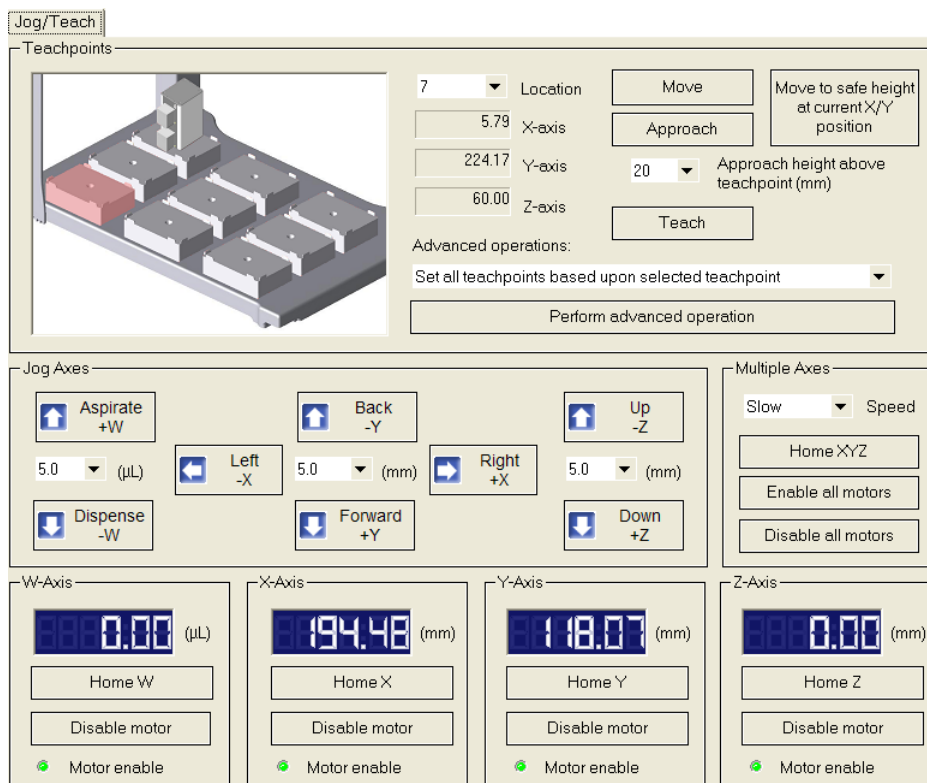 Jog/Teach
Teachpoints
7 Location
5.79 X-axis
224.17 Y-axis
60.00 Z-axis
Move
Approach
Move to safe height
at current X/Y
position
20 Approach height above
teachpoint (mm)
Teach
Advanced operations:
Set all teachpoints based upon selected teachpoint
Perform advanced operation
Jog Axes
Aspirate
+W
Back
-Y
Up
-Z
5.0 (µL)
Left
-X
5.0 (mm)
Right
+X
5.0 (mm)
Dispense
-W
Forward
+Y
Down
+Z
Multiple Axes
Slow Speed
Home XYZ
Enable all motors
Disable all motors
W-Axis
0.00 (µL)
Home W
Disable motor
Motor enable
X-Axis
194.48 (mm)
Home X
Disable motor
Motor enable
Y-Axis
118.07 (mm)
Home Y
Disable motor
Motor enable
Z-Axis
0.00 (mm)
Home Z
Disable motor
Motor enable